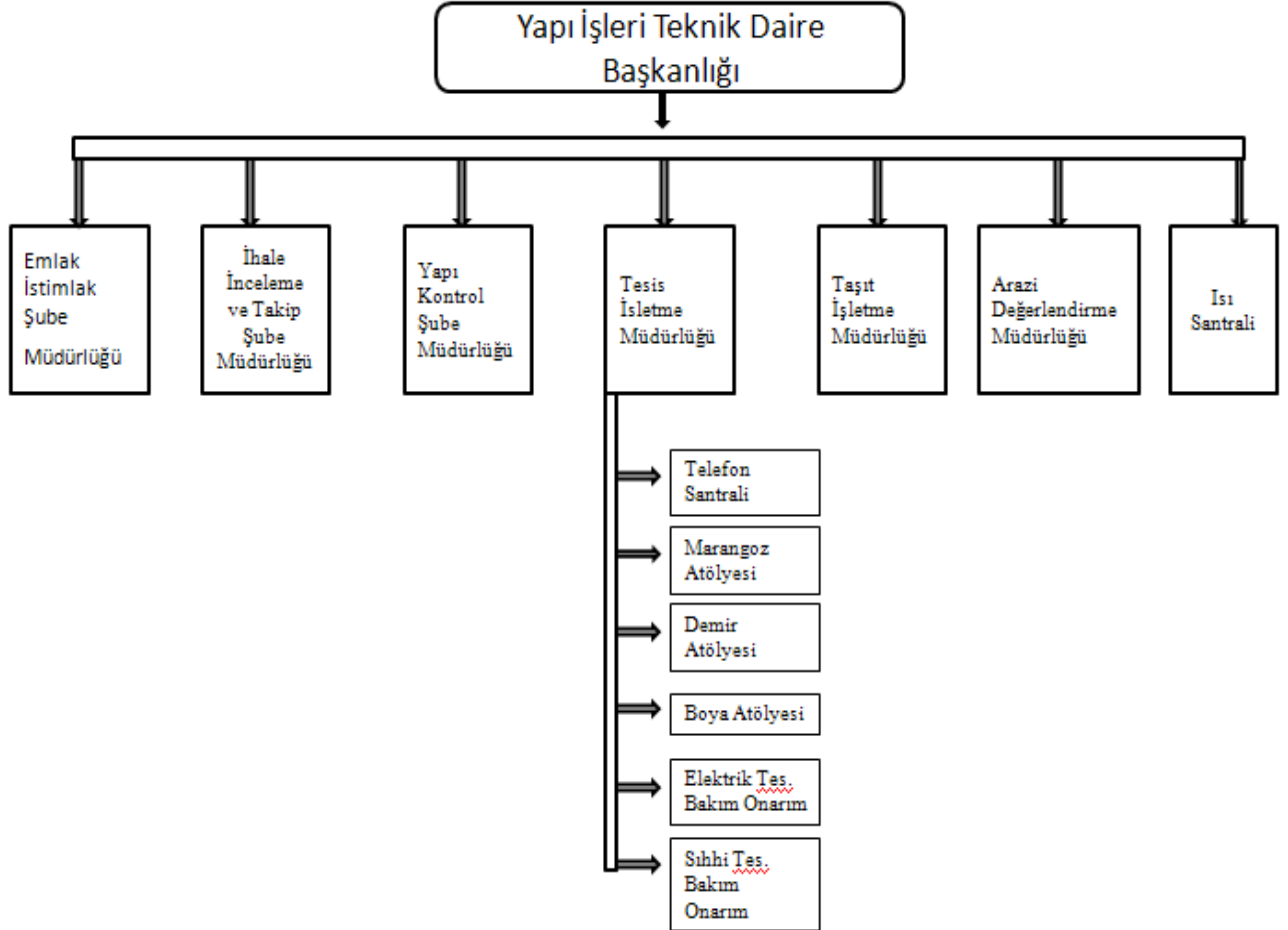 Yapı İşleri Teknik Daire
Başkanlığı
Emlak
İstimlak
Şube
Müdürlüğü
İhale
İnceleme
ve Takip
Şube
Müdürlüğü
Yapı
Kontrol
Şube
Müdürlüğü
Tesis
İsletme
Müdürlüğü
Taşıt
İşletme
Müdürlüğü
Arazi
Değerlendirme
Müdürlüğü
Isı
Santrali
Telefon
Santrali
Marangoz
Atölyesi
Demir
Atölyesi
Boya Atölyesi
Elektrik Tes.
Bakım Onarım
Sıhhi Tes.
Bakım
Onarım